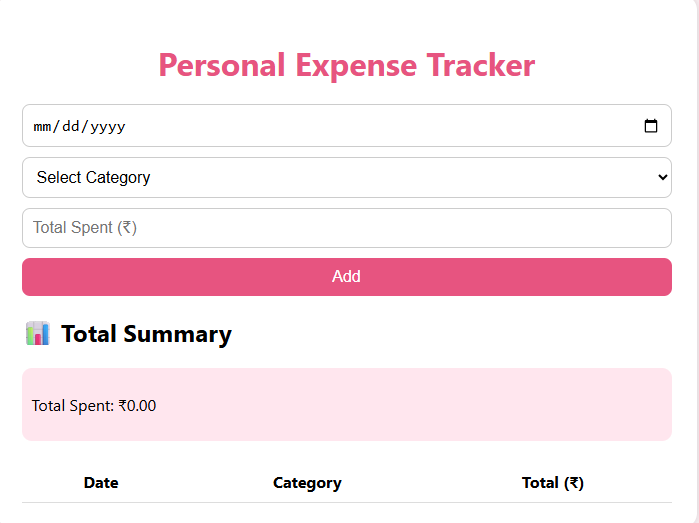 Personal Expense Tracker
mm/dd/yyyy
Select Category
Total Spent (₹)
Add
📊 Total Summary
Total Spent: ₹0.00
Date Category Total (₹)